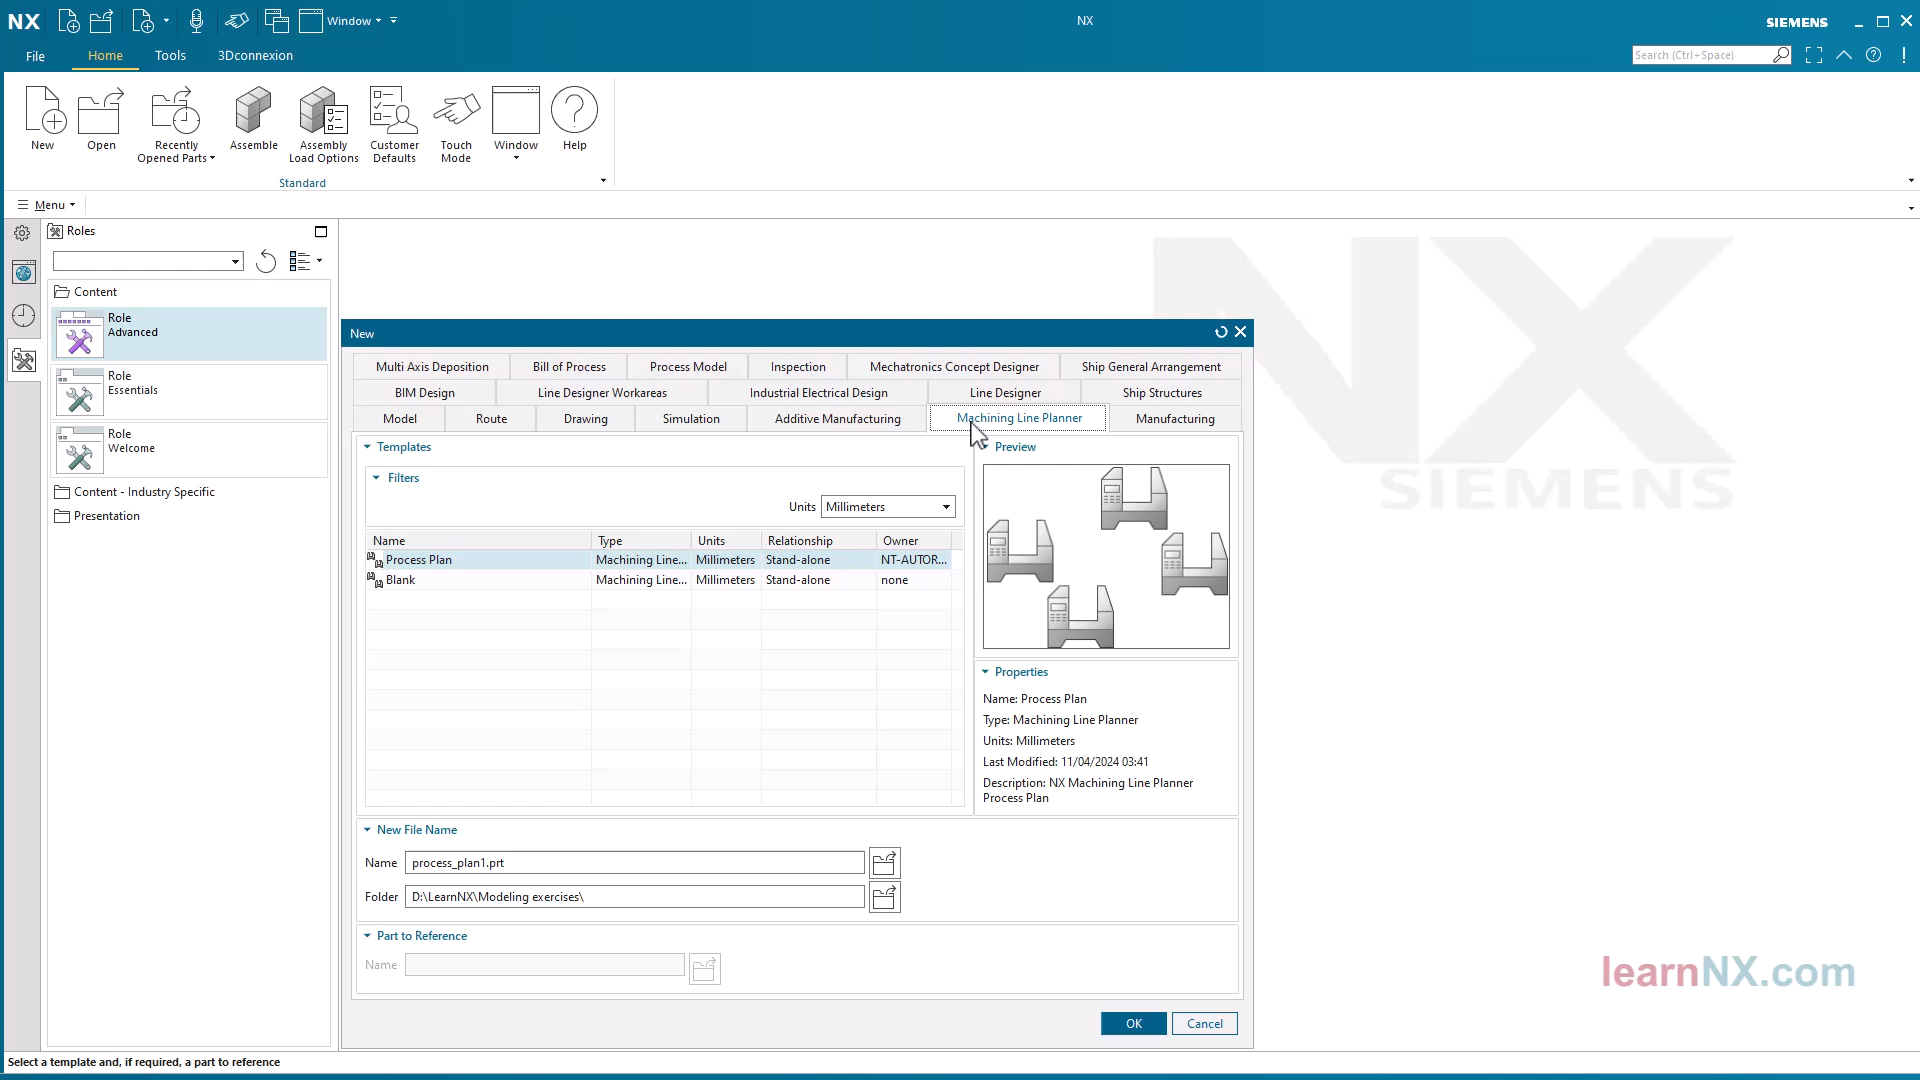 NX
Window
NX
SIEMENS
File
Home
Tools
3Dconnexion
Search (Ctrl+Space)
New
Open
Recently
Opened Parts
Assemble
Assembly
Load Options
Customer
Defaults
Touch
Mode
Window
Help
Standard
Menu
Roles
Content
Role
Advanced
Role
Essentials
Role
Welcome
Content - Industry Specific
Presentation
NX
SIEMENS
New
Multi Axis Deposition
Bill of Process
Process Model
Inspection
Mechatronics Concept Designer
Ship General Arrangement
BIM Design
Line Designer Workareas
Industrial Electrical Design
Line Designer
Ship Structures
Model
Route
Drawing
Simulation
Additive Manufacturing
Machining Line Planner
Manufacturing
Templates
Filters
Units Millimeters
Name Type Units Relationship Owner
Process Plan Machining Line... Millimeters Stand-alone NT-AUTOR...
Blank Machining Line... Millimeters Stand-alone none
Preview
Properties
Name: Process Plan
Type: Machining Line Planner
Units: Millimeters
Last Modified: 11/04/2024 03:41
Description: NX Machining Line Planner
Process Plan
New File Name
Name process_plan1.prt
Folder D:\LearnNX\Modeling exercises\
Part to Reference
Name
OK
Cancel
learnNX.com
Select a template and, if required, a part to reference